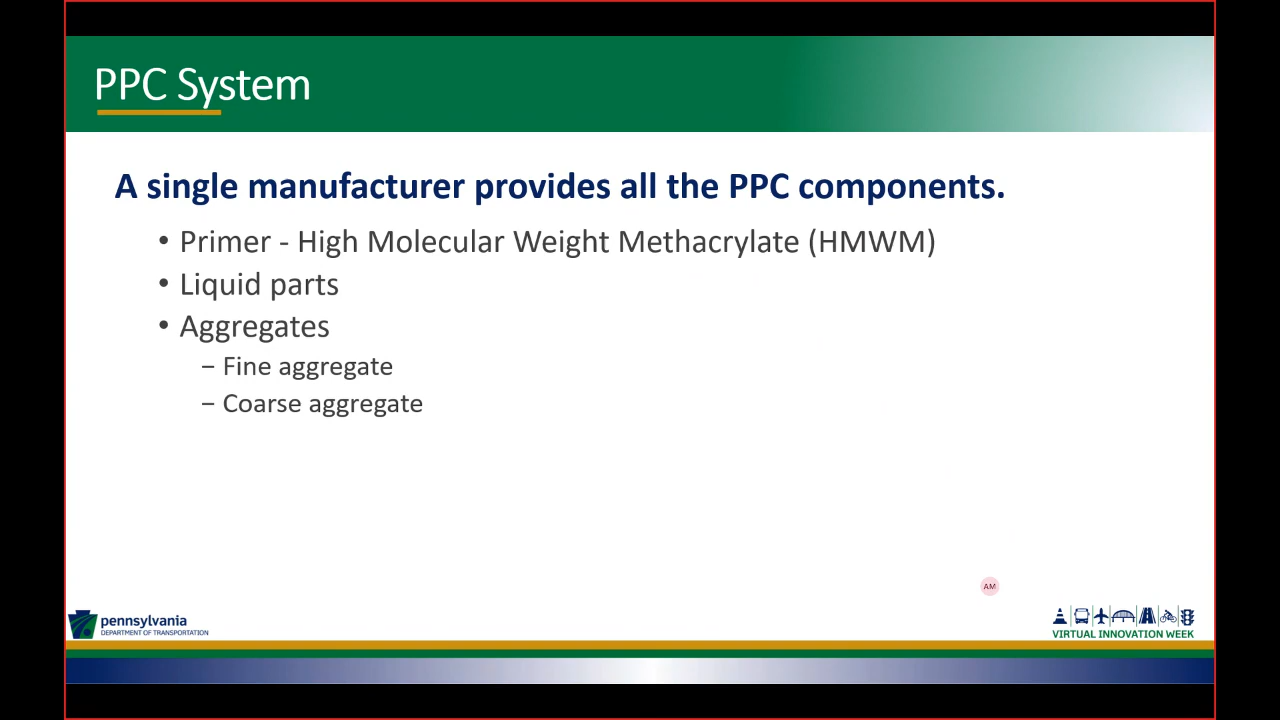 PPC System
A single manufacturer provides all the PPC components.
• Primer - High Molecular Weight Methacrylate (HMWM)
• Liquid parts
• Aggregates
– Fine aggregate
– Coarse aggregate
AM
pennsylvania
DEPARTMENT OF TRANSPORTATION
VIRTUAL INNOVATION WEEK